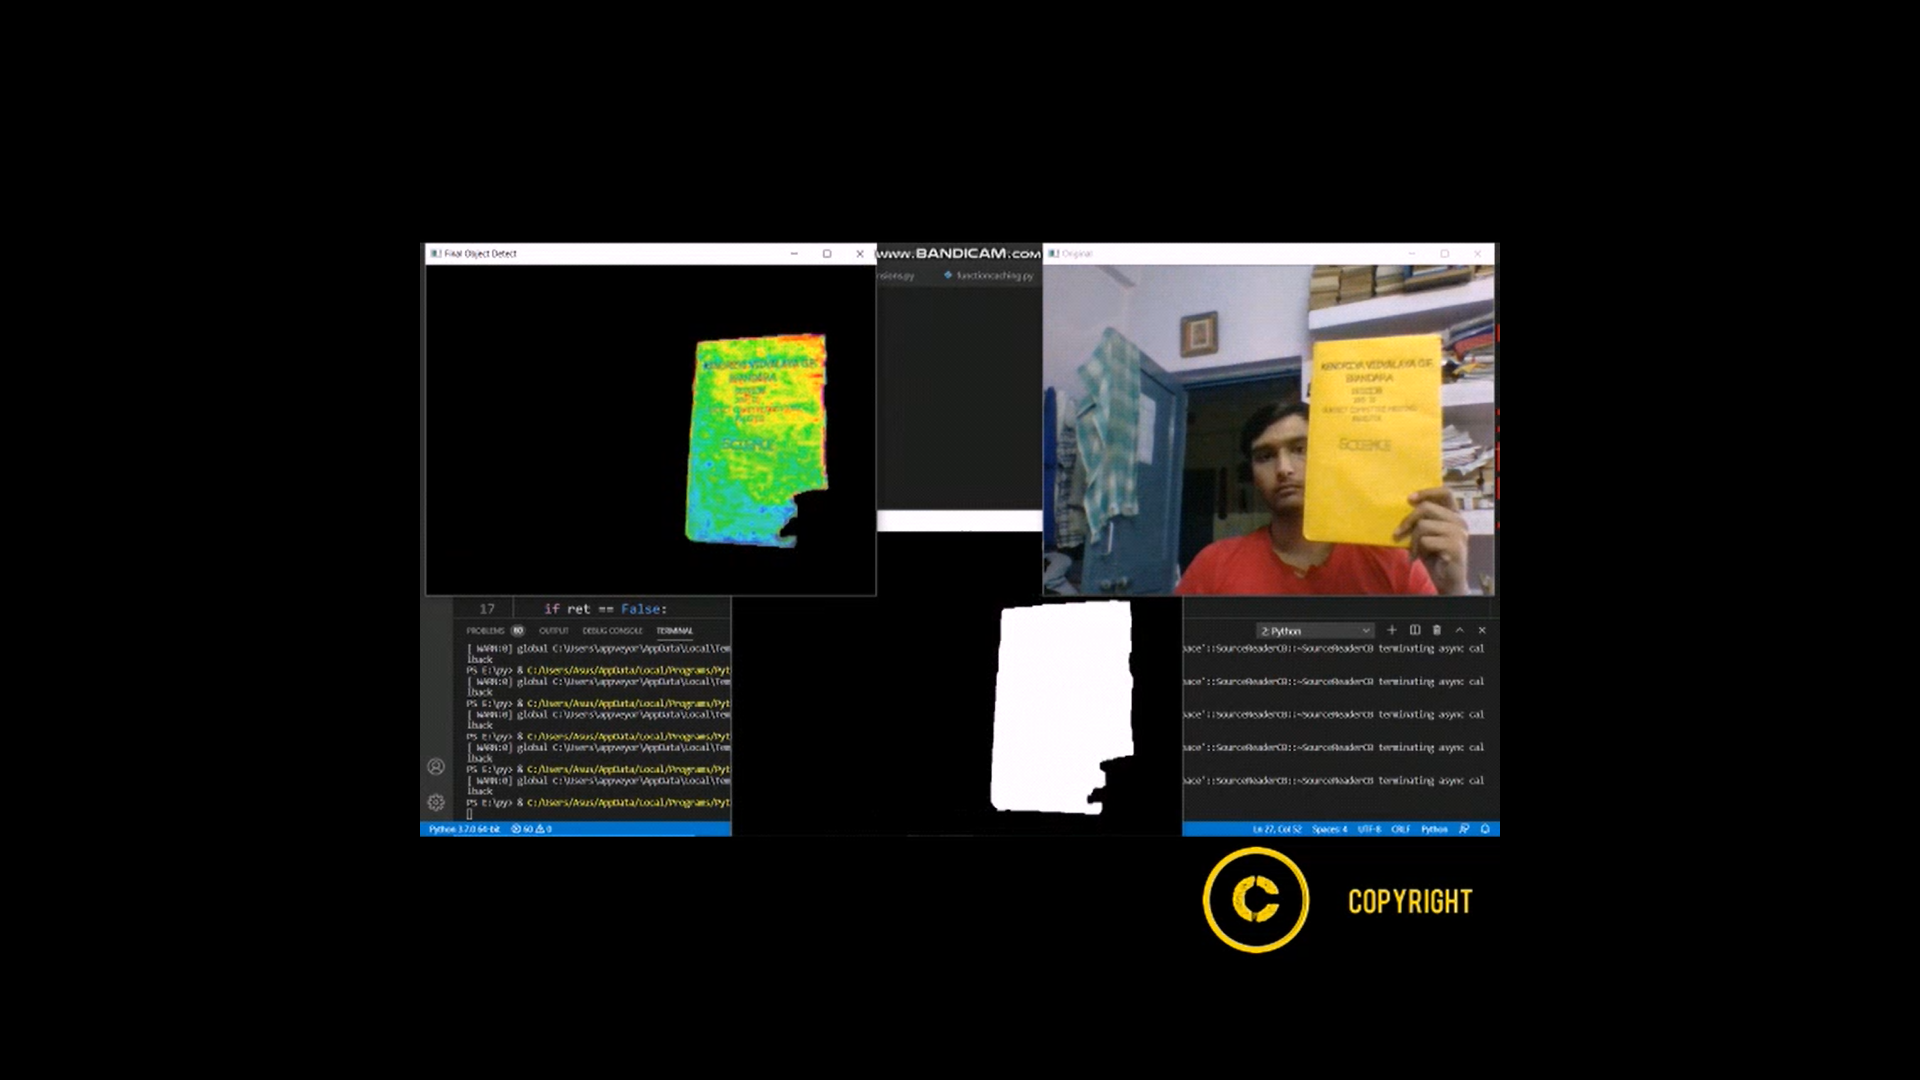 Final Object Detect
www.BANDICAM.com
Original
nsions.py
functioncaching.py
KENDRIYA VIDYALAYA
SCIENCE
KENDRIYA VIDYALAYA
SCIENCE
17 if ret == False:
PROBLEMS 60 OUTPUT DEBUG CONSOLE TERMINAL
2: Python
[ WARN:0] global C:\Users\appveyor\AppData\Local\Tem
ace'::SourceReaderCB::~SourceReaderCB terminating async cal
lback
PS E:\py> & C:/Users/Asus/AppData/Local/Programs/Pyt
[ WARN:0] global C:\Users\appveyor\AppData\Local\Tem
ace'::SourceReaderCB::~SourceReaderCB terminating async cal
lback
PS E:\py> & C:/Users/Asus/AppData/Local/Programs/Pyt
[ WARN:0] global C:\Users\appveyor\AppData\Local\Tem
ace'::SourceReaderCB::~SourceReaderCB terminating async cal
lback
PS E:\py> & C:/Users/Asus/AppData/Local/Programs/Pyt
[ WARN:0] global C:\Users\appveyor\AppData\Local\Tem
ace'::SourceReaderCB::~SourceReaderCB terminating async cal
lback
PS E:\py> & C:/Users/Asus/AppData/Local/Programs/Pyt
[ WARN:0] global C:\Users\appveyor\AppData\Local\Tem
ace'::SourceReaderCB::~SourceReaderCB terminating async cal
lback
PS E:\py> & C:/Users/Asus/AppData/Local/Programs/Pyt
Python 3.7.0 64-bit 60 0
Ln 27, Col 52 Spaces: 4 UTF-8 CRLF Python
C COPYRIGHT